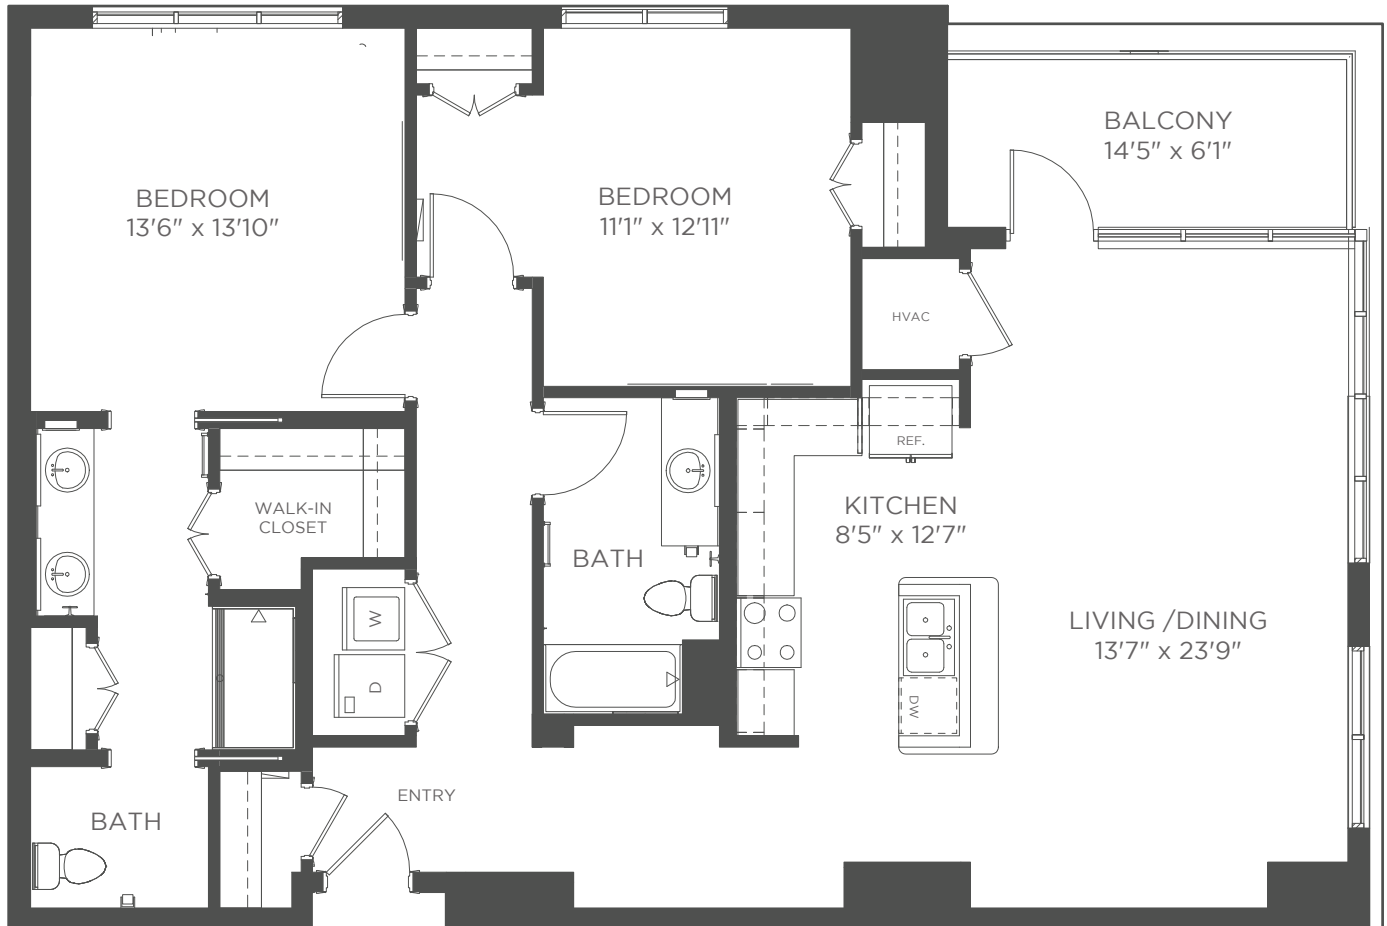 BALCONY
14'5" x 6'1"
BEDROOM
13'6" x 13'10"
BEDROOM
11'1" x 12'11"
HVAC
REF.
WALK-IN
CLOSET
KITCHEN
8'5" x 12'7"
BATH
W
D
LIVING /DINING
13'7" x 23'9"
DW
ENTRY
BATH